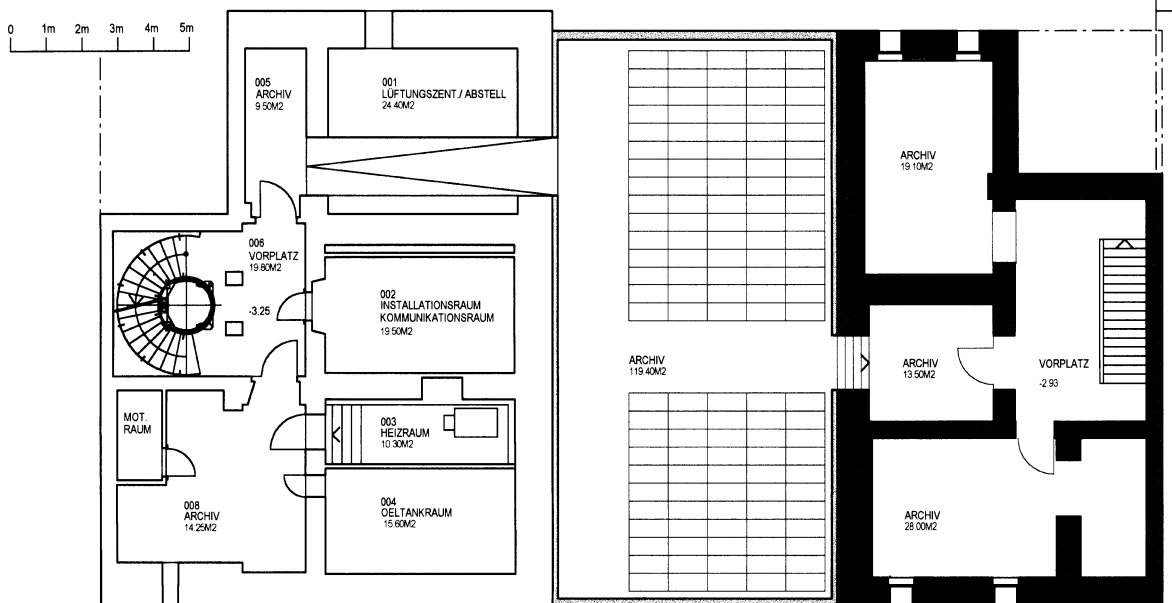 0 1m 2m 3m 4m 5m
005
ARCHIV
9.50M2
001
LÜFTUNGSZENT./ ABSTELL
24.40M2
ARCHIV
19.10M2
006
VORPLATZ
19.80M2
-3.25
002
INSTALLATIONSRAUM
KOMMUNIKATIONSRAUM
19.50M2
ARCHIV
119.40M2
ARCHIV
13.50M2
VORPLATZ
-2.93
MOT.
RAUM
003
HEIZRAUM
10.30M2
008
ARCHIV
14.25M2
004
OELTANKRAUM
15.60M2
ARCHIV
28.00M2